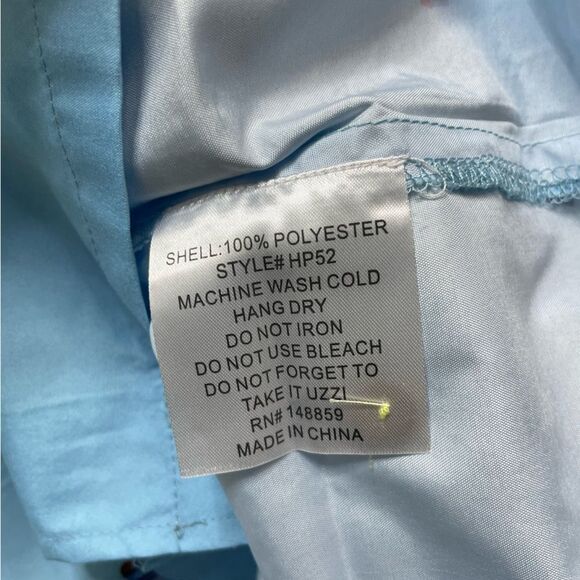 SHELL:100% POLYESTER
STYLE# HP52
MACHINE WASH COLD
HANG DRY
DO NOT IRON
DO NOT USE BLEACH
DO NOT FORGET TO
TAKE IT UZZI
RN# 148859
MADE IN CHINA